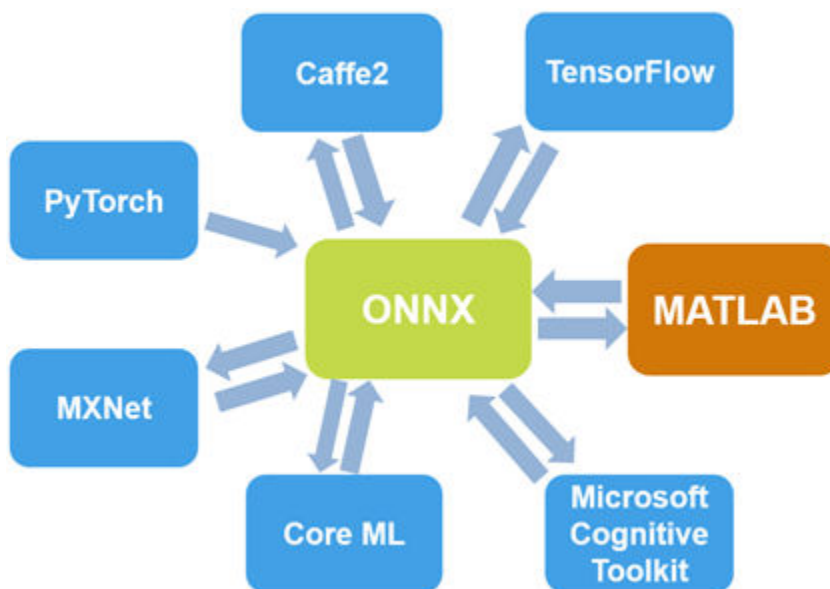 Caffe2
TensorFlow
PyTorch
ONNX
MATLAB
MXNet
Core ML
Microsoft
Cognitive
Toolkit